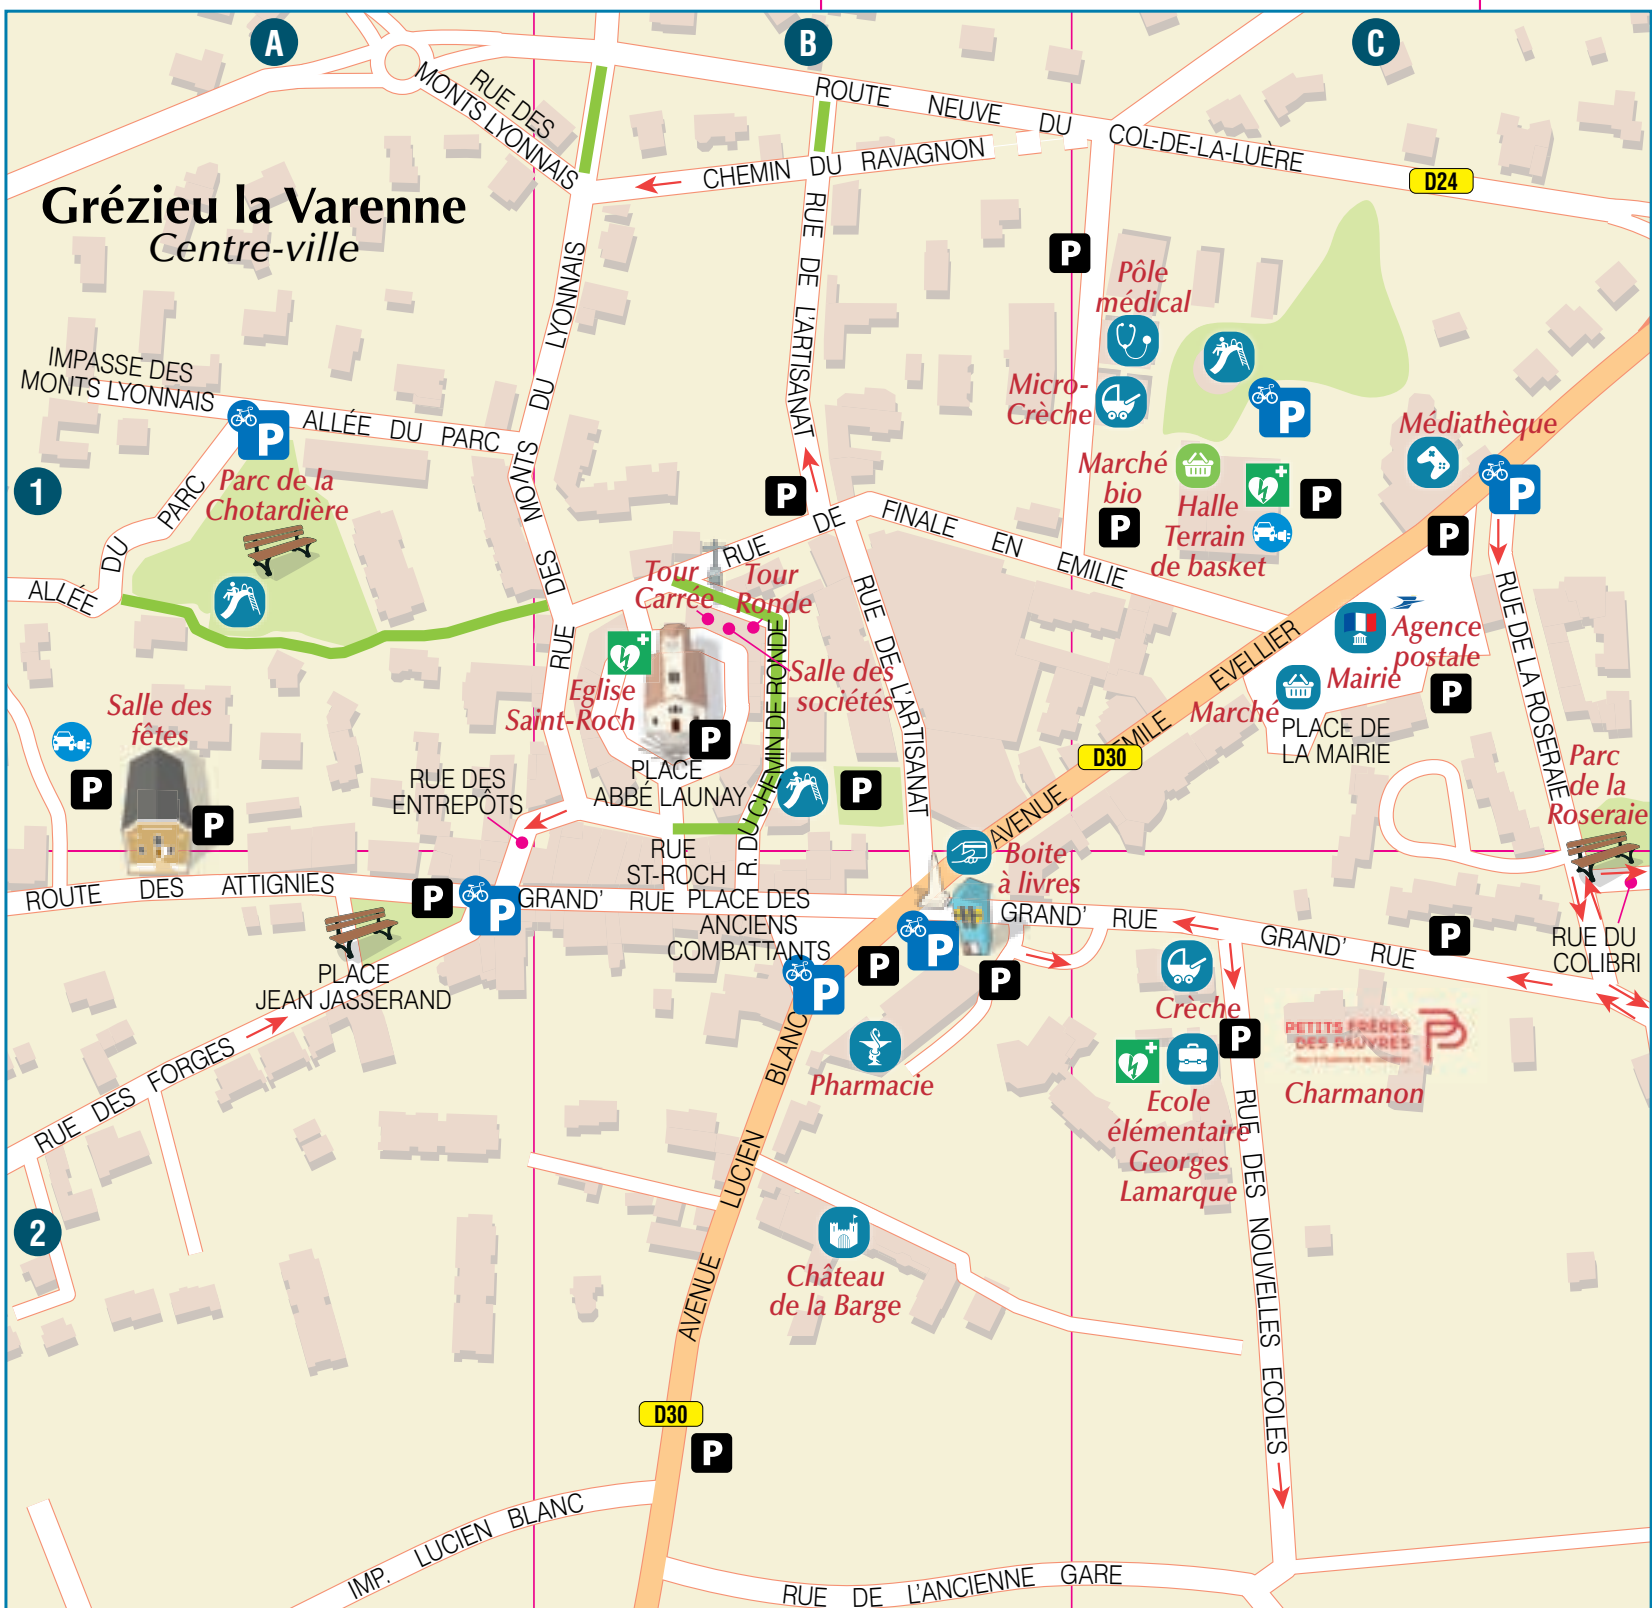 A
B
C
MONTS LYONNAIS
RUE DES
ROUTE NEUVE DU COL-DE-LA-LUÈRE
D24
CHEMIN DU RAVAGNON
Grézieu la Varenne
Centre-ville
RUE DE L'ARTISANAT
RUE DES MONTS DU LYONNAIS
P
Pôle
médical
IMPASSE DES
MONTS LYONNAIS
P
ALLÉE DU PARC
Micro-
Crèche
P
Médiathèque
1
Parc de la
Chotardière
ALLÉE DU PARC
P
RUE DE FINALE EN EMILIE
Marché
bio
P
Halle
Terrain
de basket
P
P
P
Tour
Carrée
Tour
Ronde
RUE DE L'ARTISANAT
RUE DE LA ROSERAIE
Agence
postale
Mairie
P
Marché
PLACE DE
LA MAIRIE
Salle des
sociétés
Eglise
Saint-Roch
P
R. DU CHEMIN DE RONDE
AVENUE EMILE EVELLIER
D30
Salle des
fêtes
P
P
RUE DES
ENTREPÔTS
PLACE
ABBÉ LAUNAY
P
Parc
de la
Roseraie
RUE
ST-ROCH
Boite
à livres
ROUTE DES ATTIGNIES
P
P
GRAND' RUE
PLACE DES
ANCIENS
COMBATTANTS
P
P
P
P
GRAND' RUE
GRAND' RUE
P
RUE DU
COLIBRI
PLACE
JEAN JASSERAND
RUE DES FORGES
Crèche
P
PETITS FRÈRES
DES PAUVRES
Charmanon
Pharmacie
Ecole
élémentaire
Georges
Lamarque
RUE DES NOUVELLES ECOLES
2
AVENUE LUCIEN BLANC
Château
de la Barge
D30
P
IMP. LUCIEN BLANC
RUE DE L'ANCIENNE GARE